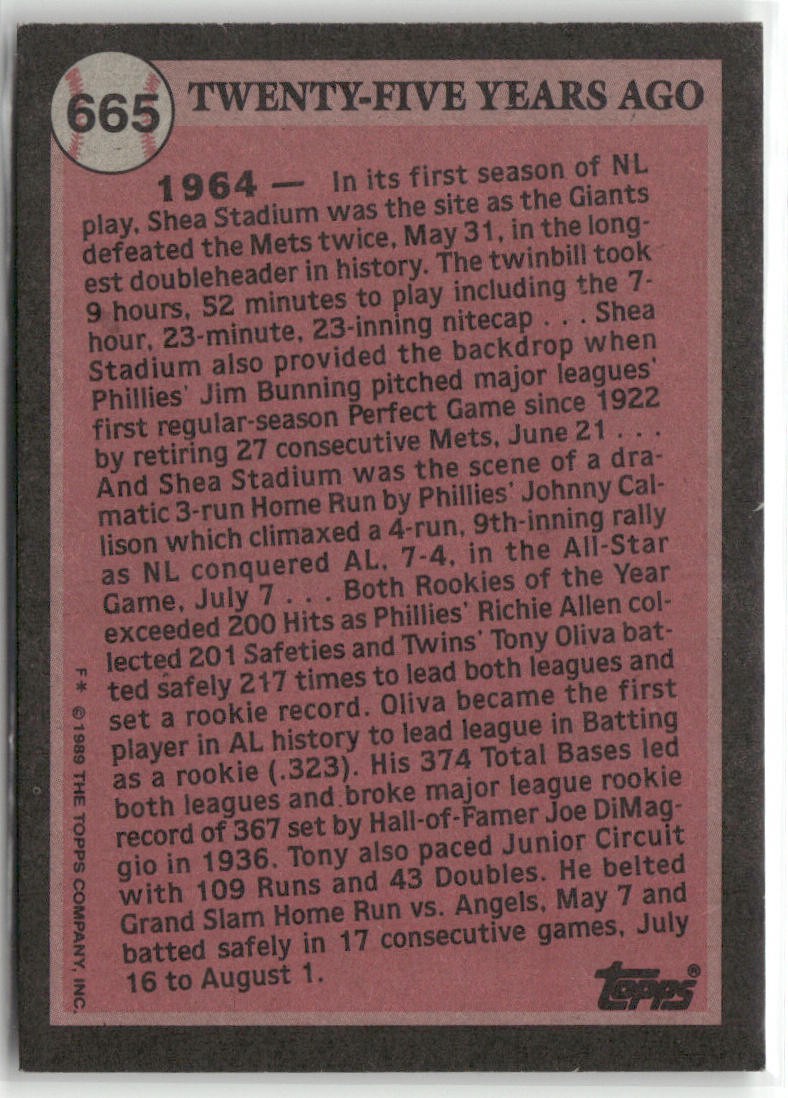 665
TWENTY-FIVE YEARS AGO
1964 — In its first season of NL
play, Shea Stadium was the site as the Giants
defeated the Mets twice, May 31, in the long-
est doubleheader in history. The twinbill took
9 hours, 52 minutes to play including the 7-
hour, 23-minute, 23-inning nitecap . . . Shea
Stadium also provided the backdrop when
Phillies' Jim Bunning pitched major leagues'
first regular-season Perfect Game since 1922
by retiring 27 consecutive Mets, June 21 . . .
And Shea Stadium was the scene of a dra-
matic 3-run Home Run by Phillies' Johnny Cal-
lison which climaxed a 4-run, 9th-inning rally
as NL conquered AL, 7-4, in the All-Star
Game, July 7 . . . Both Rookies of the Year
exceeded 200 Hits as Phillies' Richie Allen col-
lected 201 Safeties and Twins' Tony Oliva bat-
ted safely 217 times to lead both leagues and
set a rookie record. Oliva became the first
player in AL history to lead league in Batting
as a rookie (.323). His 374 Total Bases led
both leagues and broke major league rookie
record of 367 set by Hall-of-Famer Joe DiMag-
gio in 1936. Tony also paced Junior Circuit
with 109 Runs and 43 Doubles. He belted
Grand Slam Home Run vs. Angels, May 7 and
batted safely in 17 consecutive games, July
16 to August 1.
F* ©1989 THE TOPPS COMPANY, INC.
topps®